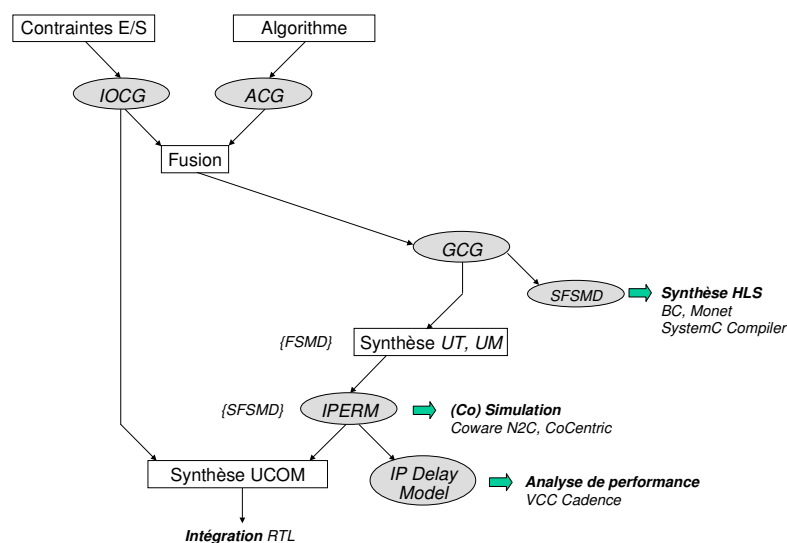 Contraintes E/S
Algorithme
IOCG
ACG
Fusion
GCG
SFSMD
Synthèse HLS
BC, Monet
SystemC Compiler
{FSMD}
Synthèse UT, UM
{SFSMD}
IPERM
(Co) Simulation
Coware N2C, CoCentric
Synthèse UCOM
IP Delay
Model
Analyse de performance
VCC Cadence
Intégration RTL